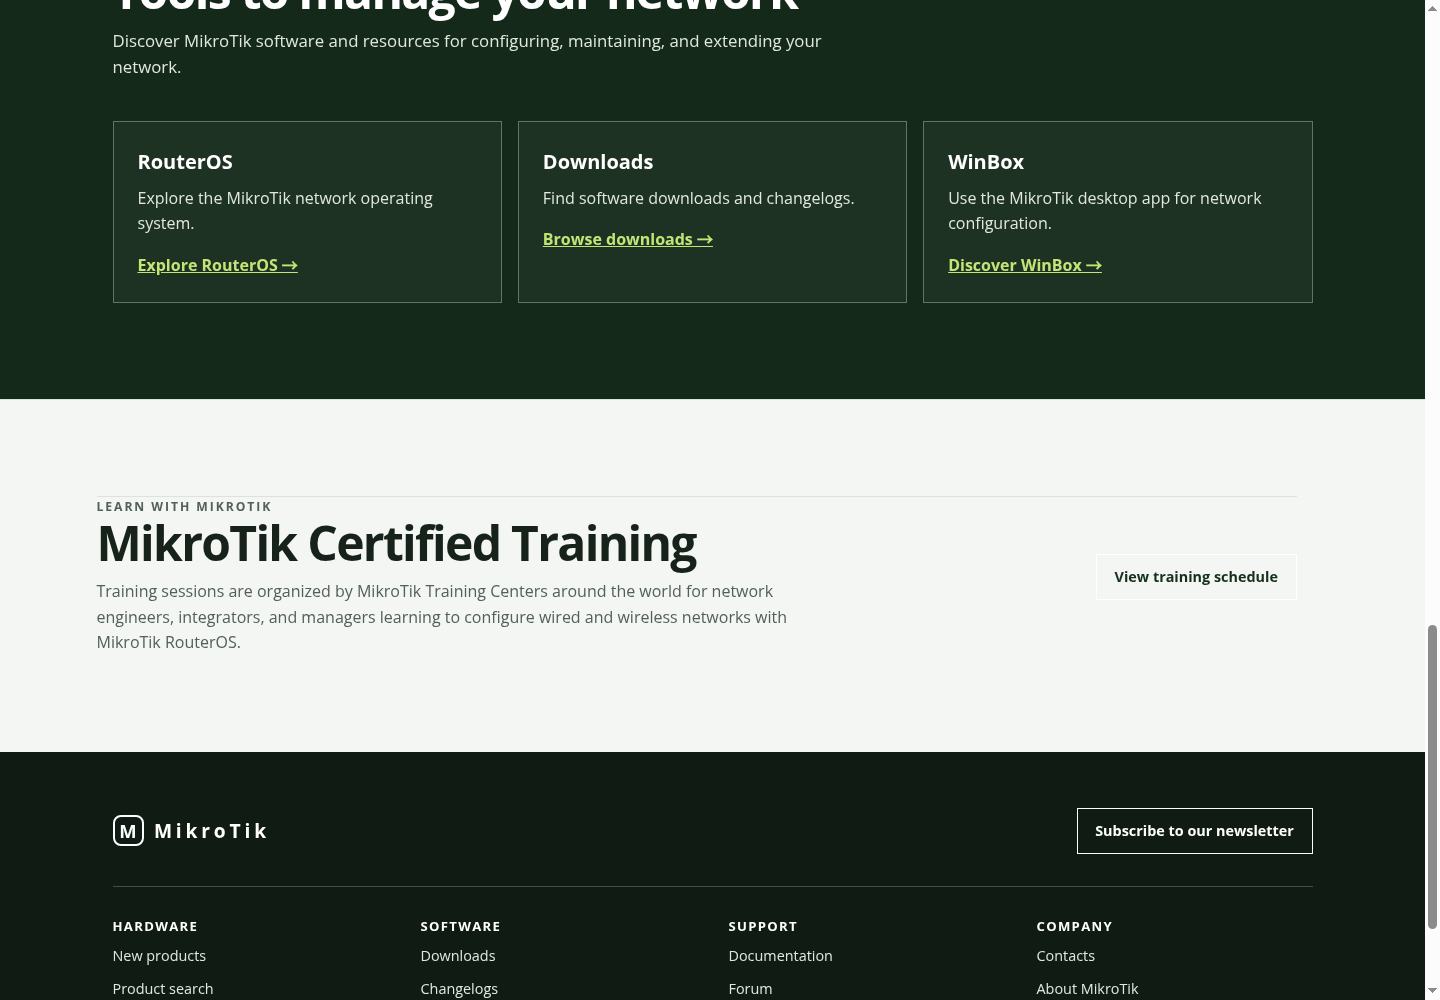 Tools to manage your network
Discover MikroTik software and resources for configuring, maintaining, and extending your
network.
RouterOS
Explore the MikroTik network operating
system.
Explore RouterOS →
Downloads
Find software downloads and changelogs.
Browse downloads →
WinBox
Use the MikroTik desktop app for network
configuration.
Discover WinBox →
LEARN WITH MIKROTIK
MikroTik Certified Training
Training sessions are organized by MikroTik Training Centers around the world for network
engineers, integrators, and managers learning to configure wired and wireless networks with
MikroTik RouterOS.
View training schedule
M MikroTik
Subscribe to our newsletter
HARDWARE
New products
Product search
SOFTWARE
Downloads
Changelogs
SUPPORT
Documentation
Forum
COMPANY
Contacts
About MikroTik